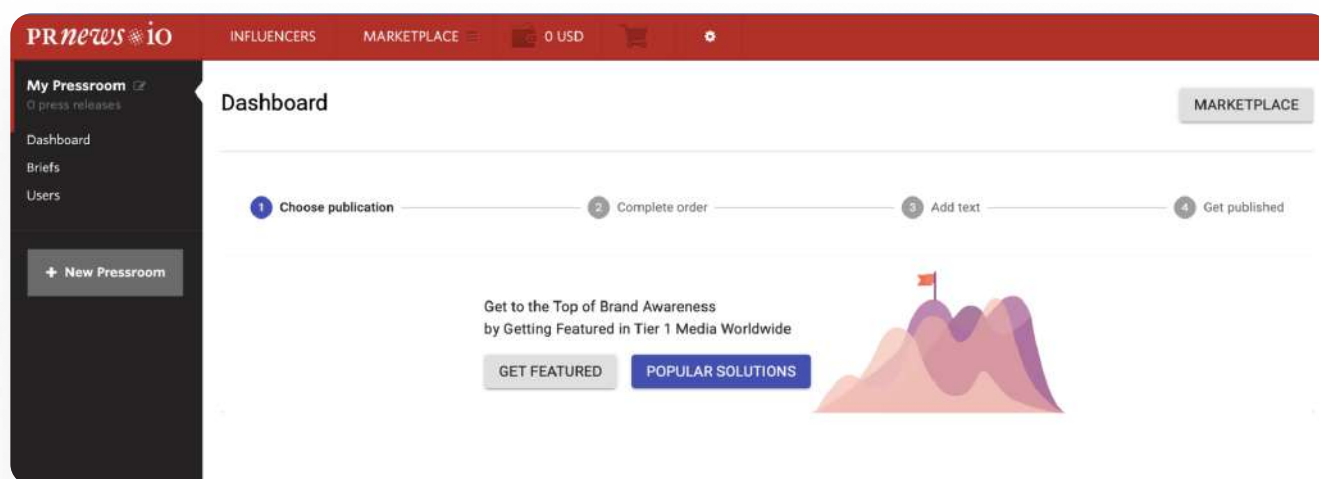 PRnews io
INFLUENCERS
MARKETPLACE
0 USD
My Pressroom
0 press releases
Dashboard
Briefs
Users
+ New Pressroom
Dashboard
MARKETPLACE
1 Choose publication
2 Complete order
3 Add text
4 Get published
Get to the Top of Brand Awareness
by Getting Featured in Tier 1 Media Worldwide
GET FEATURED
POPULAR SOLUTIONS